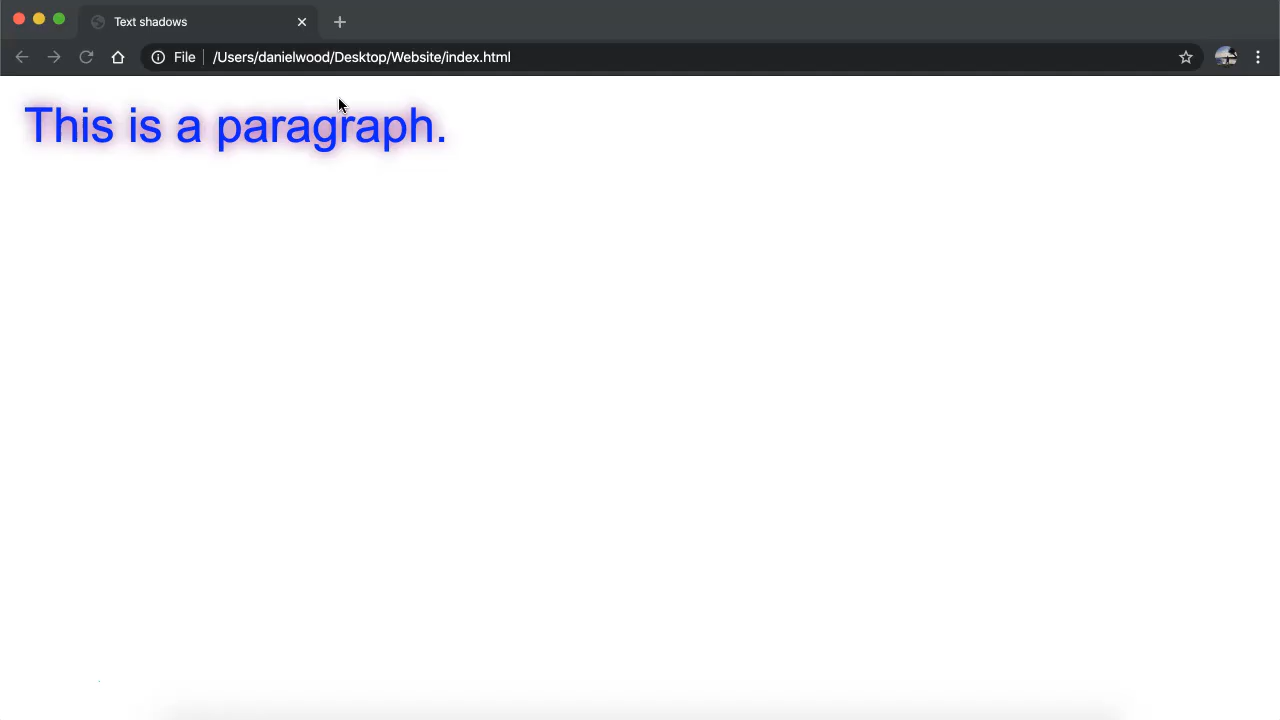 Text shadows
File /Users/danielwood/Desktop/Website/index.html
This is a paragraph.